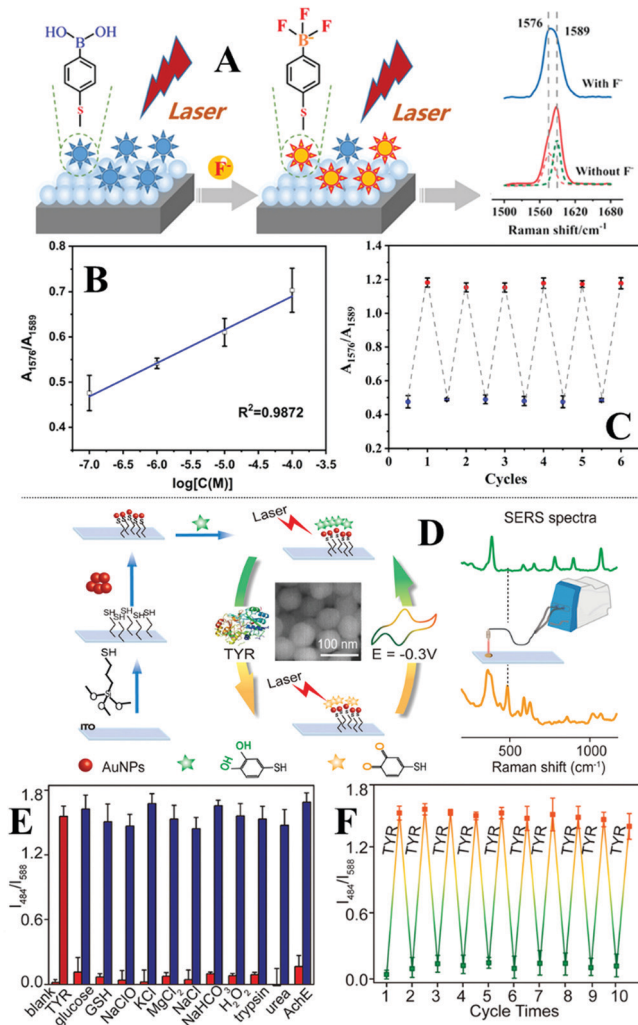 HO OH
B
S
A
Laser
F F F
B-
S
Laser
F-
1576 1589
With F-
Without F-
1500 1560 1620 1680
Raman shift/cm-1
B
A1576/A1589
0.8
0.7
0.6
0.5
0.4
R2=0.9872
-7.0 -6.5 -6.0 -5.5 -5.0 -4.5 -4.0 -3.5
log[C(M)]
C
A1576/A1589
1.4
1.2
1.0
0.8
0.6
0.4
0.2
0 1 2 3 4 5 6
Cycles
D
Laser
SERS spectra
SH SH SH SH SH
TYR
100 nm
E = -0.3V
SH
Si
O O O
ITO
Laser
AuNPs
OH OH SH
O O SH
500 1000
Raman shift (cm-1)
E
I484/I588
1.8
1.2
0.6
0.0
blank
TYR
glucose
GSH
NaClO
KCl
MgCl2
NaCl
NaHCO3
H2O2
trypsin
urea
AchE
F
I484/I588
1.8
1.2
0.6
0.0
TYR TYR TYR TYR TYR TYR TYR TYR TYR TYR
1 2 3 4 5 6 7 8 9 10
Cycle Times